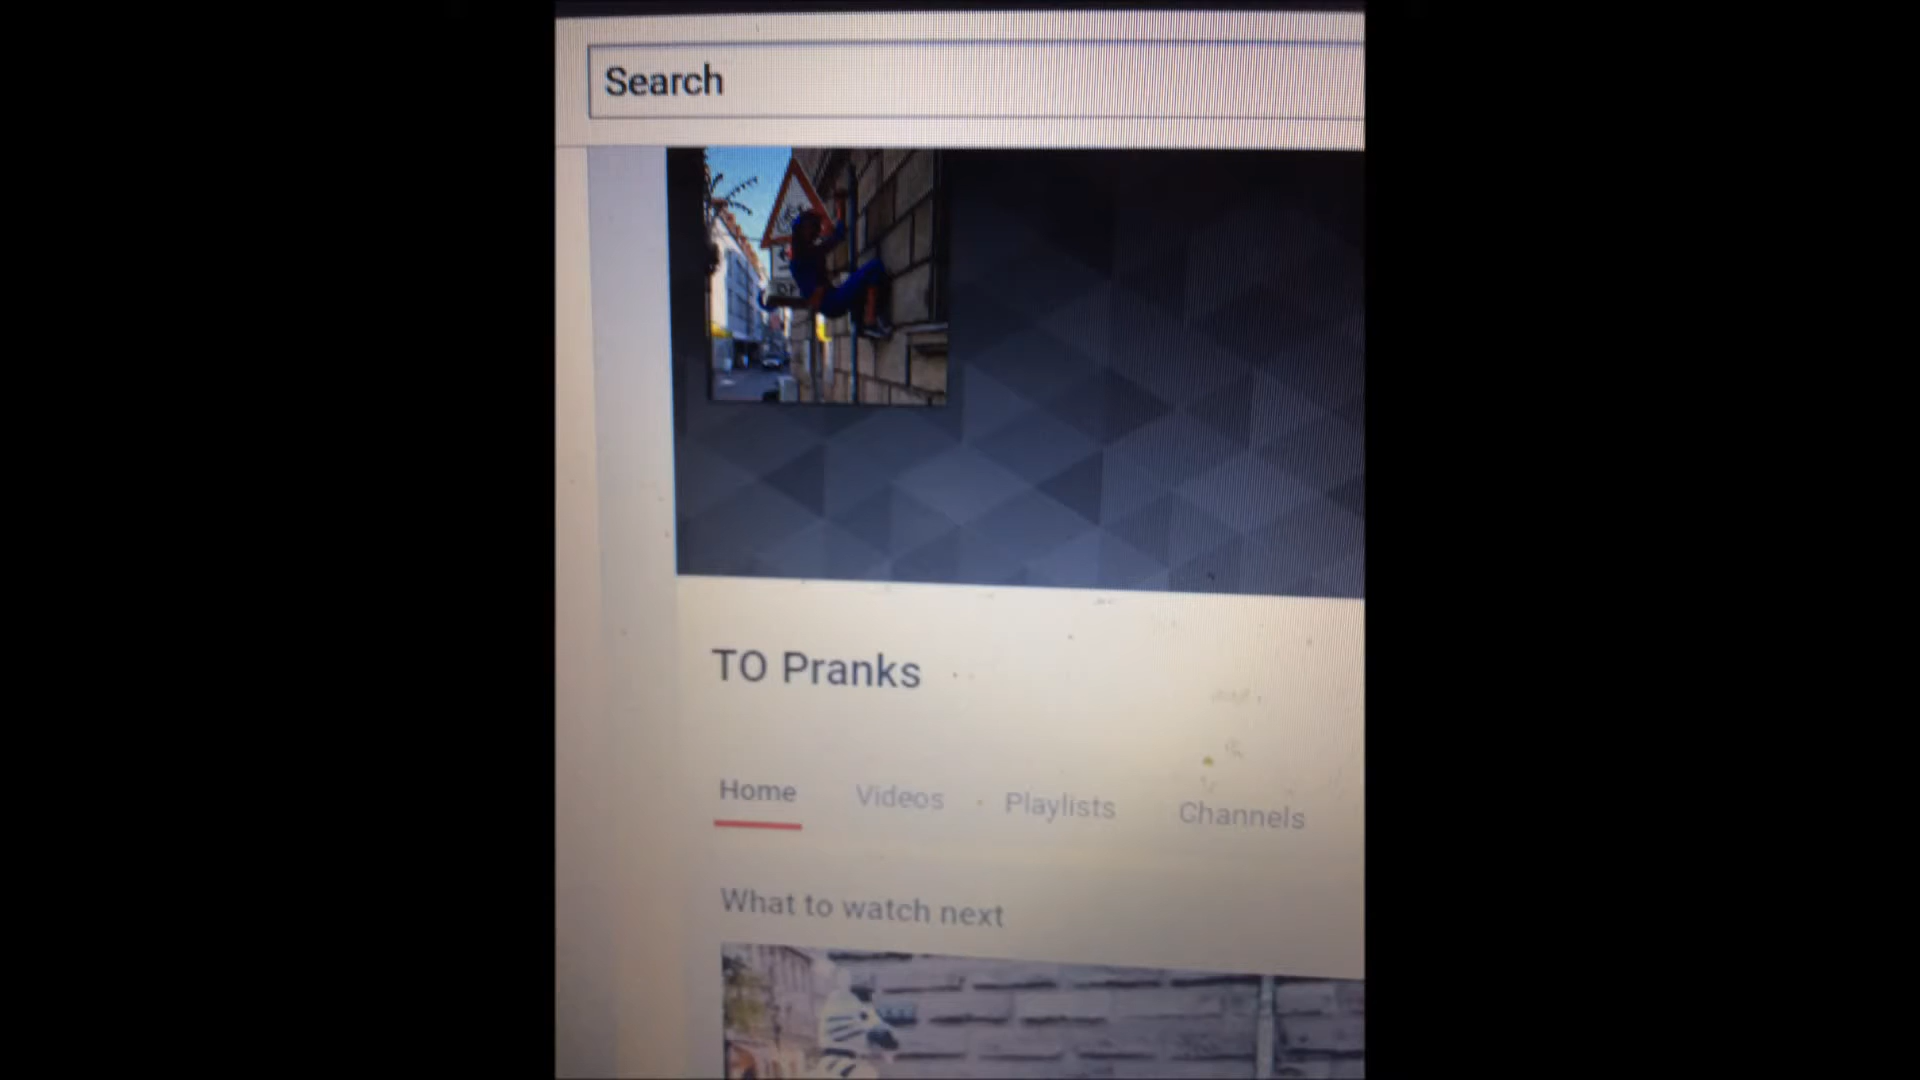 Search
TO Pranks
Home Videos Playlists Channels
What to watch next